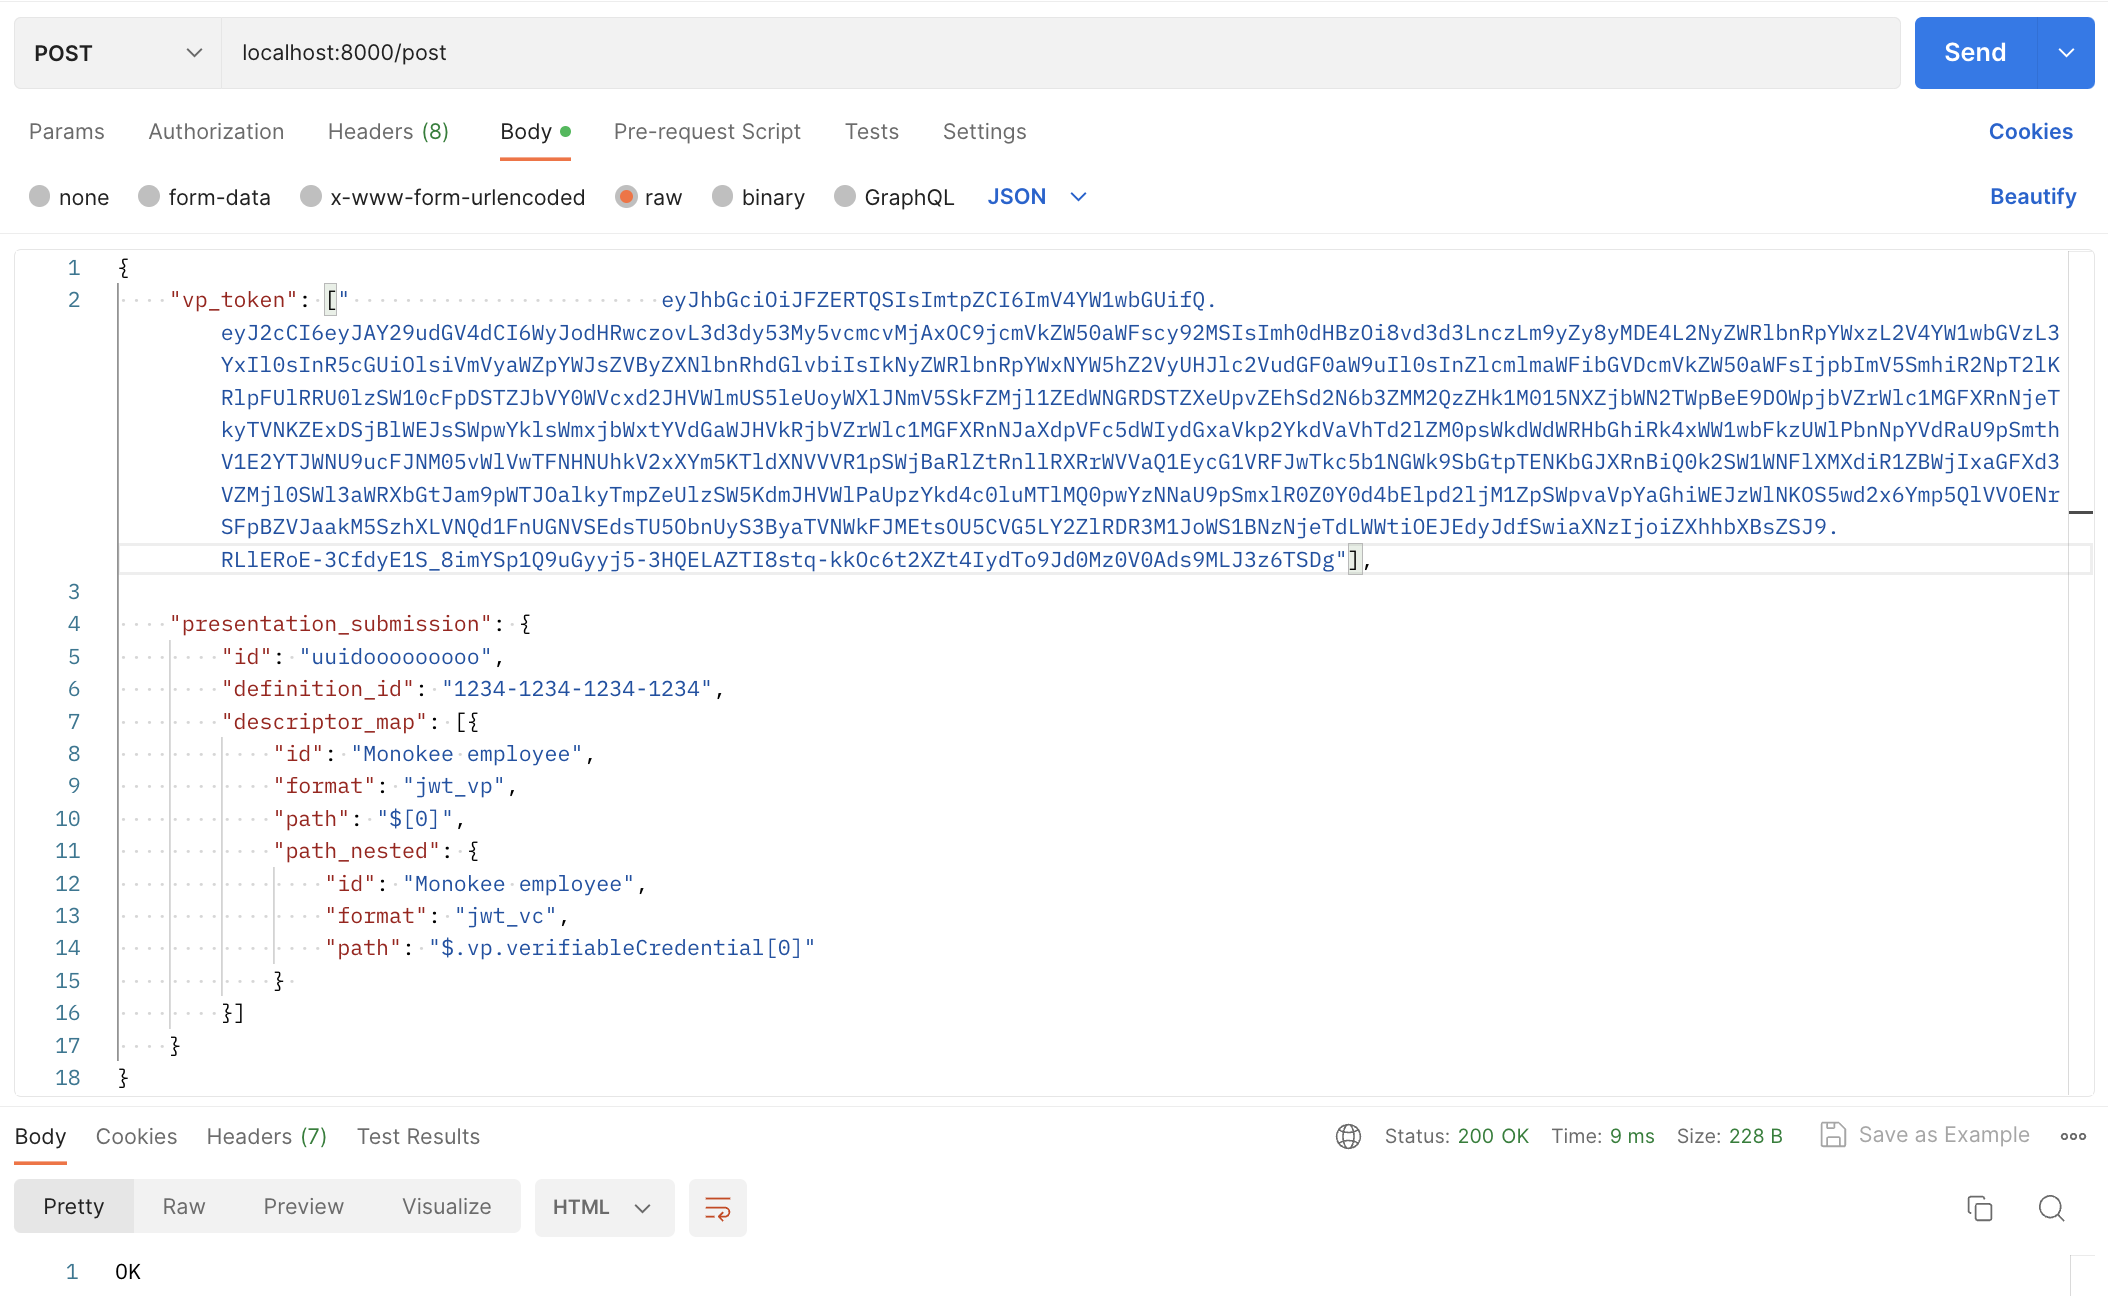 POST localhost:8000/post Send
Params Authorization Headers (8) Body Pre-request Script Tests Settings Cookies
none form-data x-www-form-urlencoded raw binary GraphQL JSON Beautify
1 {
2 "vp_token": [" eyJhbGciOiJFZERTQSIsImtpZCI6ImV4YW1wbGUifQ.
eyJ2cCI6eyJAY29udGV4dCI6WyJodHRwczovL3d3dy53My5vcmcvMjAxOC9jcmVkZW50aWFscy92MSIsImh0dHBzOi8vd3d3LnczLm9yZy8yMDE4L2NyZWRlbnRpYWxzL2V4YW1wbGVzL3
YxIl0sInR5cGUiOlsiVmVyaWZpYWJsZVByZXNlbnRhdGlvbiIsIkNyZWRlbnRpYWxNYW5hZ2VyUHJlc2VudGF0aW9uIl0sInZlcmlmaWFibGVDcmVkZW50aWFsIjpbImV5SmhiR2NpT2lK
RlpFUlRRU0lzSW10cFpDSTZJbVY0WVcxd2JHVWlmUS5leUoyWXlJNmV5SkFZMjl1ZEdWNGRDSTZXeUpvZEhSd2N6b3ZMM2QzZHk1M015NXZjbWN2TWpBeE9DOWpjbVZrWlc1MGFXRnNjeT
kyTVNKZExDSjBlWEJsSWpwYklsWmxjbWxtYVdGaWJHVkRjbVZrWlc1MGFXRnNJaXdpVFc5dWIydGxaVkp2YkdVaVhTd2lZM0psWkdWdWRHbGhiRk4xWW1wbFkzUWlPbnNpYVdRaU9pSmth
V1E2YTJWNU9ucFJNM05vWlVwTFNHNUhkV2xXYm5KTldXNVVVR1pSWjBaRlZtRnllRXRrWVVaQ1EycG1VRFJwTkc5b1NGWk9SbGtpTENKbGJXRnBiQ0k2SW1WNFlXMXdiR1ZBWjIxaGFXd3
VZMjl0SWl3aWRXbGtJam9pWTJOalkyTmpZeUlzSW5KdmJHVWlPaUpzYkd4c0luMTlMQ0pwYzNNaU9pSmxlR0Z0Y0d4bElpd2ljM1ZpSWpvaVpYaGhiWEJzWlNKOS5wd2x6Ymp5QlVVOENr
SFpBZVJaakM5SzhXLVNQd1FnUGNVSEdsTU5ObnUyS3ByaTVNWkFJMEtsOU5CVG5LY2ZlRDR3M1JoWS1BNzNjeTdLWWtiOEJEdyJdfSwiaXNzIjoiZXhhbXBsZSJ9.
RLlERoE-3CfdyE1S_8imYSp1Q9uGyyj5-3HQELAZTI8stq-kkOc6t2XZt4IydTo9Jd0Mz0V0Ads9MLJ3z6TSDg"],
3
4 "presentation_submission": {
5 "id": "uuidooooooooo",
6 "definition_id": "1234-1234-1234-1234",
7 "descriptor_map": [{
8 "id": "Monokee employee",
9 "format": "jwt_vp",
10 "path": "$[0]",
11 "path_nested": {
12 "id": "Monokee employee",
13 "format": "jwt_vc",
14 "path": "$.vp.verifiableCredential[0]"
15 }
16 }]
17 }
18 }
Body Cookies Headers (7) Test Results Status: 200 OK Time: 9 ms Size: 228 B Save as Example
Pretty Raw Preview Visualize HTML
1 OK